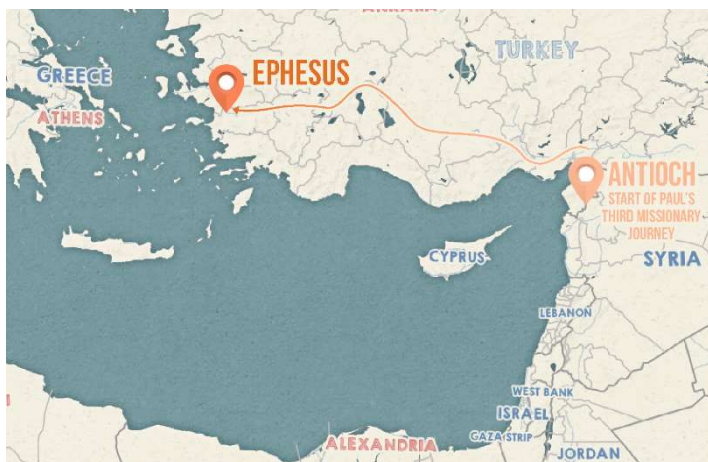 ANKARA
TURKEY
EPHESUS
GREECE
ATHENS
ANTIOCH
START OF PAUL'S
THIRD MISSIONARY
JOURNEY
CYPRUS
SYRIA
LEBANON
WEST BANK
ISRAEL
GAZA STRIP
ALEXANDRIA
JORDAN